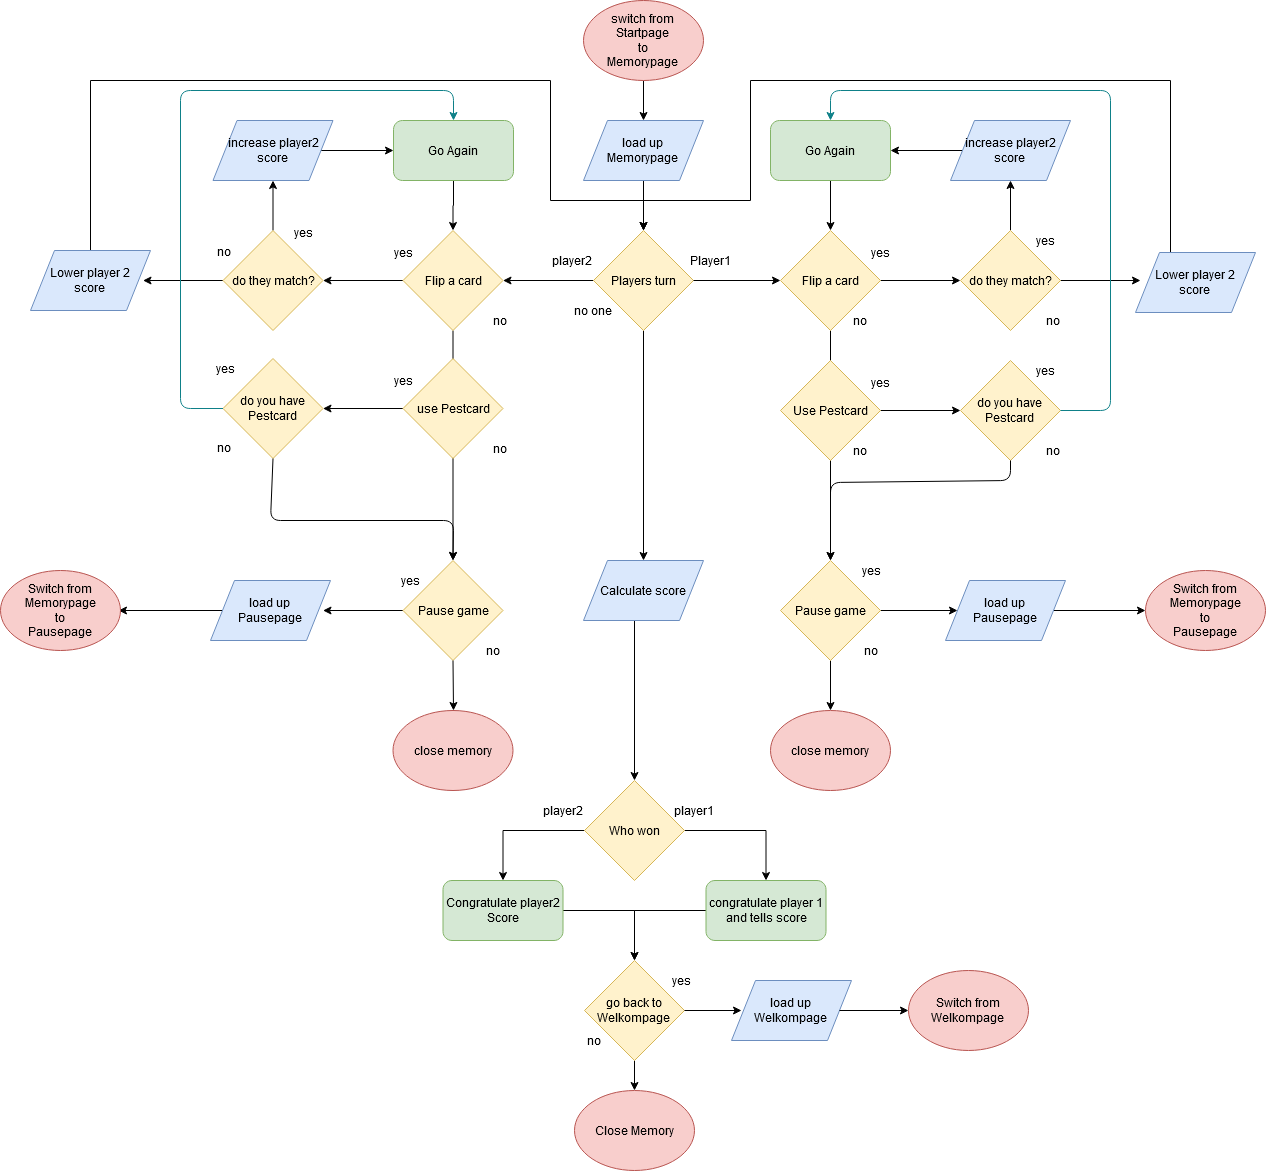 switch from
Startpage
to
Memorypage
increase player2
score
Go Again
load up
Memorypage
Go Again
increase player2
score
no
yes
yes
player2
Player1
yes
yes
Lower player 2
score
do they match?
Flip a card
Players turn
Flip a card
do they match?
Lower player 2
score
no
no one
no
no
yes
yes
yes
yes
do you have
Pestcard
use Pestcard
Use Pestcard
do you have
Pestcard
no
no
no
no
yes
yes
Switch from
Memorypage
to
Pausepage
load up
Pausepage
Pause game
Calculate score
Pause game
load up
Pausepage
Switch from
Memorypage
to
Pausepage
no
no
close memory
close memory
player2
player1
Who won
Congratulate player2
Score
congratulate player 1
and tells score
yes
go back to
Welkompage
load up
Welkompage
Switch from
Welkompage
no
Close Memory